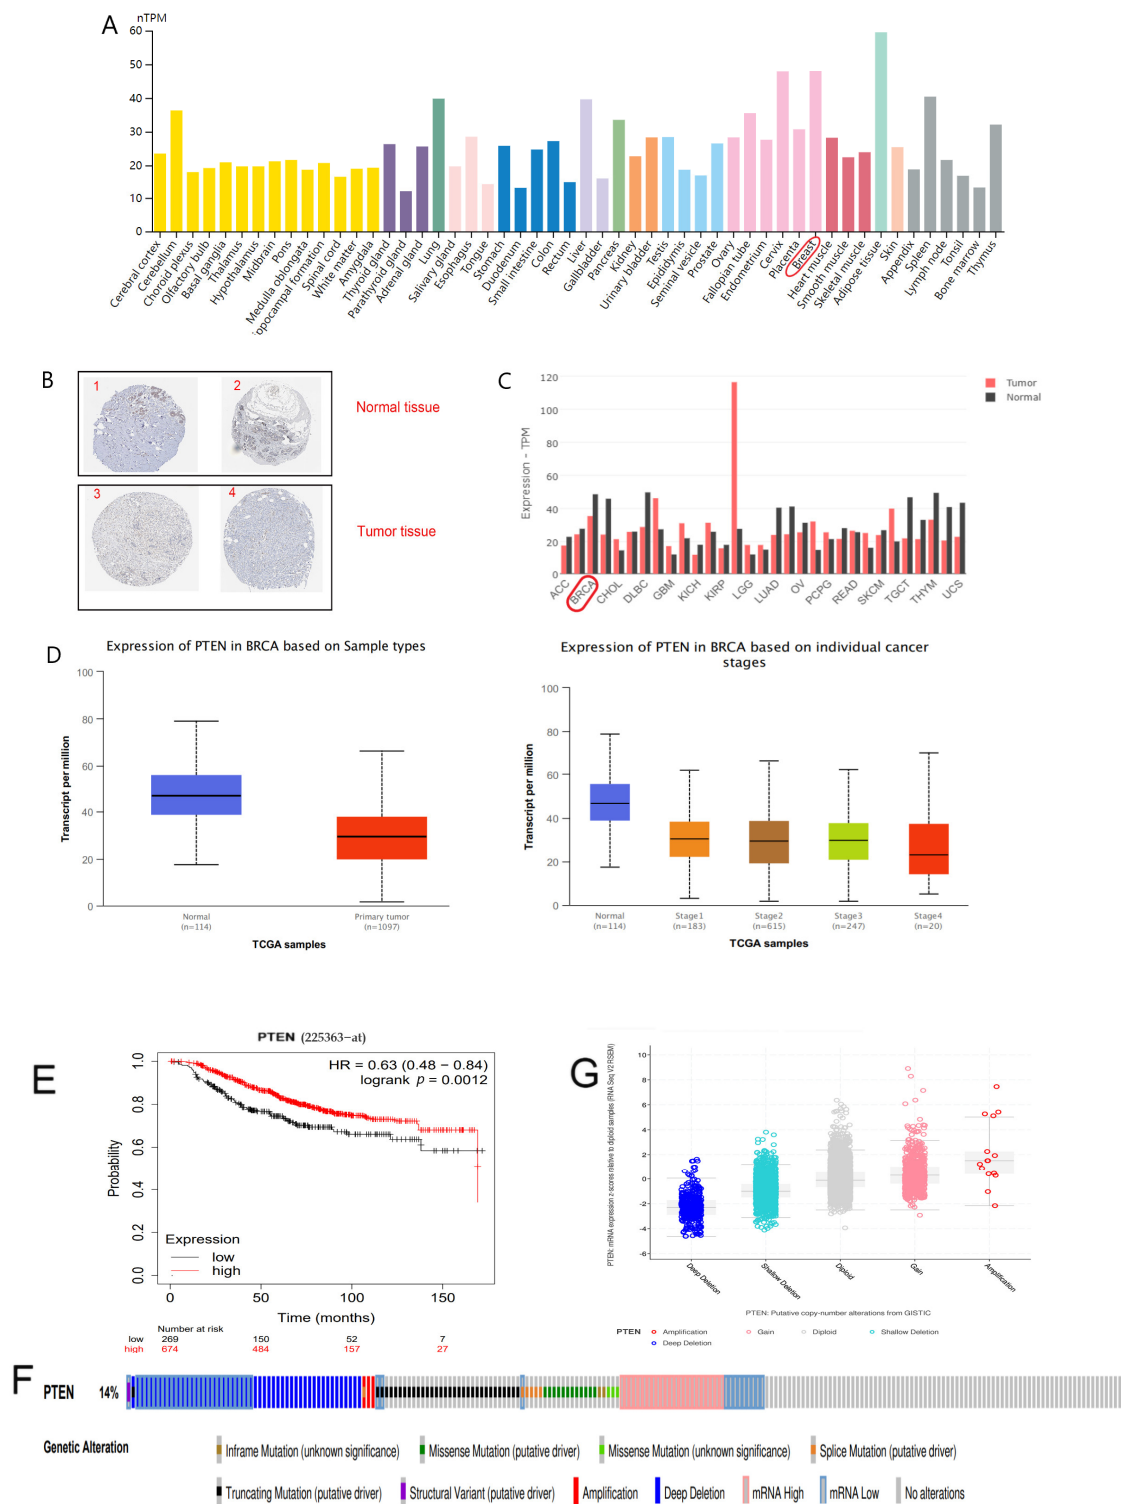 A
nTPM
60
50
40
30
20
10
0
Cerebral cortex
Cerebellum
Choroid plexus
Olfactory bulb
Basal ganglia
Thalamus
Hypothalamus
Midbrain
Pons
Medulla oblongata
ippocampal formation
Spinal cord
White matter
Amygdala
Thyroid gland
Parathyroid gland
Adrenal gland
Lung
Salivary gland
Esophagus
Tongue
Stomach
Duodenum
Small intestine
Colon
Rectum
Liver
Gallbladder
Pancreas
Kidney
Urinary bladder
Testis
Epididymis
Seminal vesicle
Prostate
Ovary
Fallopian tube
Endometrium
Cervix
Placenta
Breast
Heart muscle
Smooth muscle
Skeletal muscle
Adipose tissue
Skin
Appendix
Spleen
Lymph node
Tonsil
Bone marrow
Thymus
B
1
2
Normal tissue
3
4
Tumor tissue
C
Expression - TPM
120
100
80
60
40
20
0
Tumor
Normal
ACC
BRCA
CHOL
DLBC
GBM
KICH
KIRP
LGG
LUAD
OV
PCPG
READ
SKCM
TGCT
THYM
UCS
D
Expression of PTEN in BRCA based on Sample types
Transcript per million
100
80
60
40
20
0
Normal
(n=114)
Primary tumor
(n=1097)
TCGA samples
Expression of PTEN in BRCA based on individual cancer
stages
Transcript per million
100
80
60
40
20
0
Normal
(n=114)
Stage1
(n=183)
Stage2
(n=615)
Stage3
(n=247)
Stage4
(n=20)
TCGA samples
E
PTEN (225363-at)
HR = 0.63 (0.48 − 0.84)
logrank p = 0.0012
Probability
1.0
0.8
0.6
0.4
0.2
0.0
Expression
low
high
0 50 100 150
Time (months)
Number at risk
low 269 150 52 7
high 674 484 157 27
G
PTEN: mRNA expression z-scores relative to diploid samples (RNA Seq V2 RSEM)
10
8
6
4
2
0
-2
-4
-6
Deep Deletion
Shallow Deletion
Diploid
Gain
Amplification
PTEN: Putative copy-number alterations from GISTIC
PTEN Amplification Gain Diploid Shallow Deletion
Deep Deletion
F
PTEN 14%
Genetic Alteration
Inframe Mutation (unknown significance) Missense Mutation (putative driver) Missense Mutation (unknown significance) Splice Mutation (putative driver)
Truncating Mutation (putative driver) Structural Variant (putative driver) Amplification Deep Deletion mRNA High mRNA Low No alterations